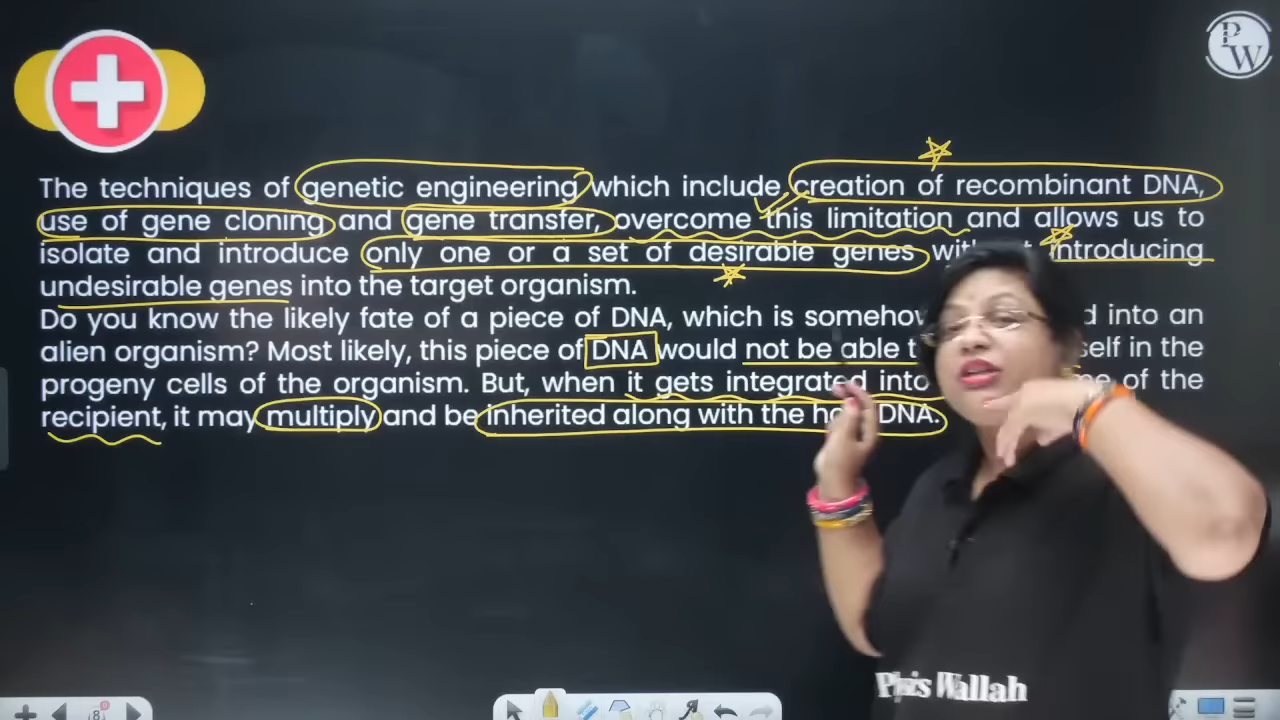 PW
The techniques of genetic engineering which include creation of recombinant DNA,
use of gene cloning and gene transfer, overcome this limitation and allows us to
isolate and introduce only one or a set of desirable genes introducing
undesirable genes into the target organism.
Do you know the likely fate of a piece of DNA, which is into an
alien organism? Most likely, this piece of DNA would not be able in the
progeny cells of the organism. But, when it gets integrated into of the
recipient, it may multiply and be inherited along with the DNA.
Wallah
8